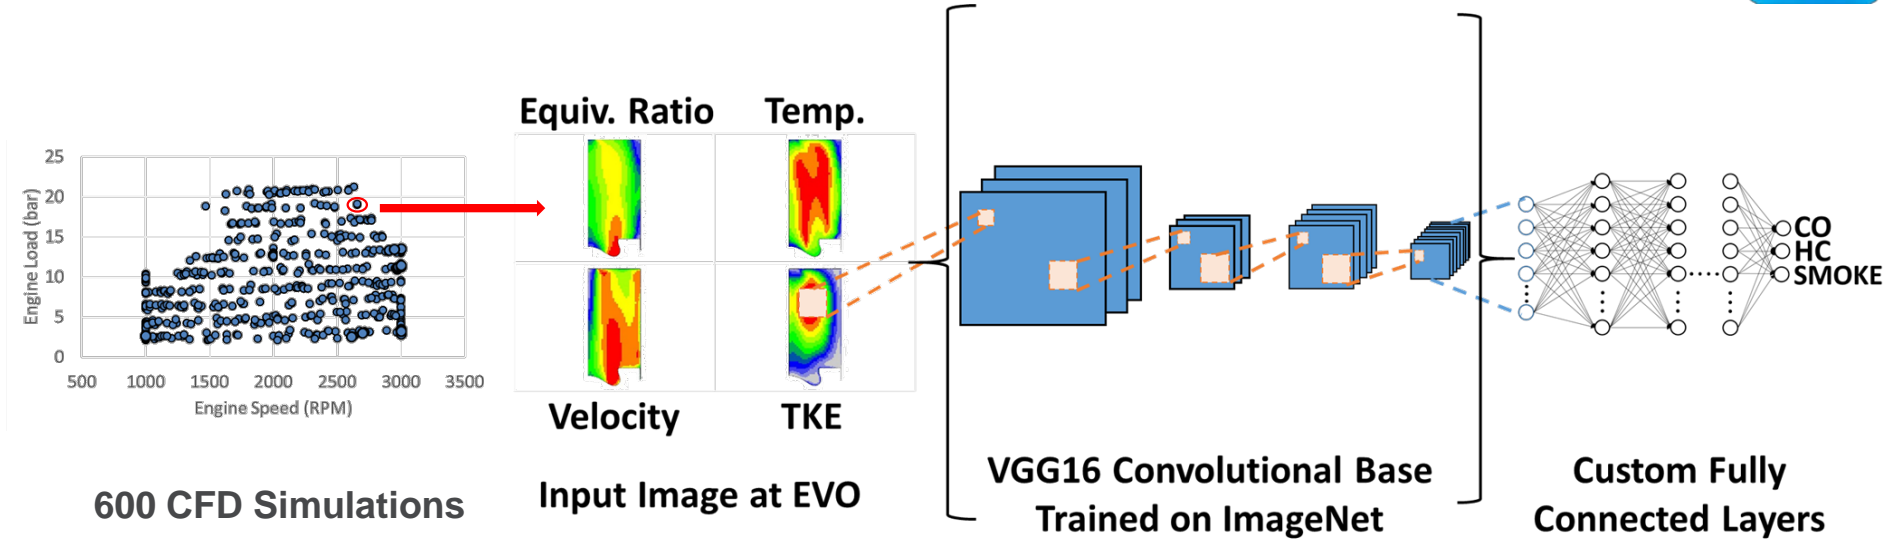 Equiv. Ratio
Temp.
Engine Load (bar)
25
20
15
10
5
0
500 1000 1500 2000 2500 3000 3500
Engine Speed (RPM)
600 CFD Simulations
Velocity
TKE
Input Image at EVO
VGG16 Convolutional Base
Trained on ImageNet
CO
HC
SMOKE
Custom Fully
Connected Layers